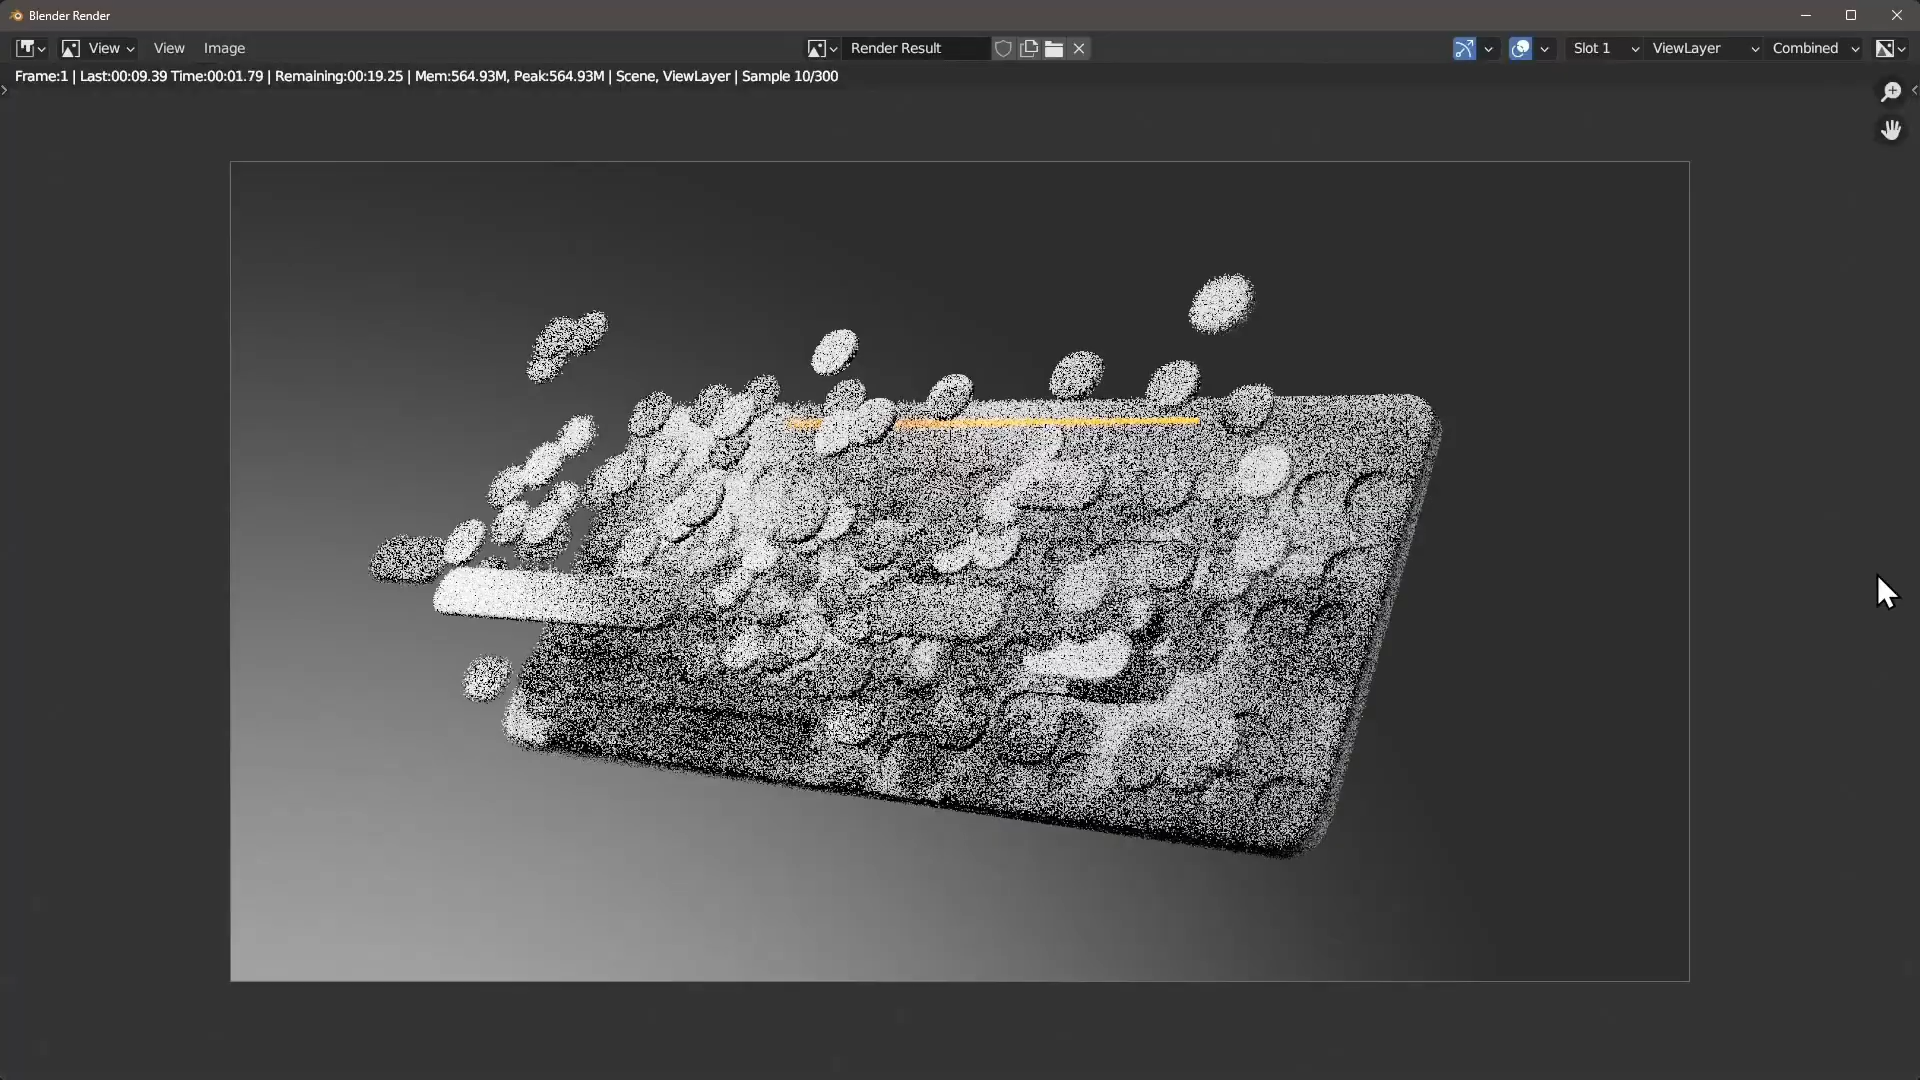 Blender Render
View View Image Render Result Slot 1 ViewLayer Combined
Frame:1 | Last:00:09.39 Time:00:01.79 | Remaining:00:19.25 | Mem:564.93M, Peak:564.93M | Scene, ViewLayer | Sample 10/300